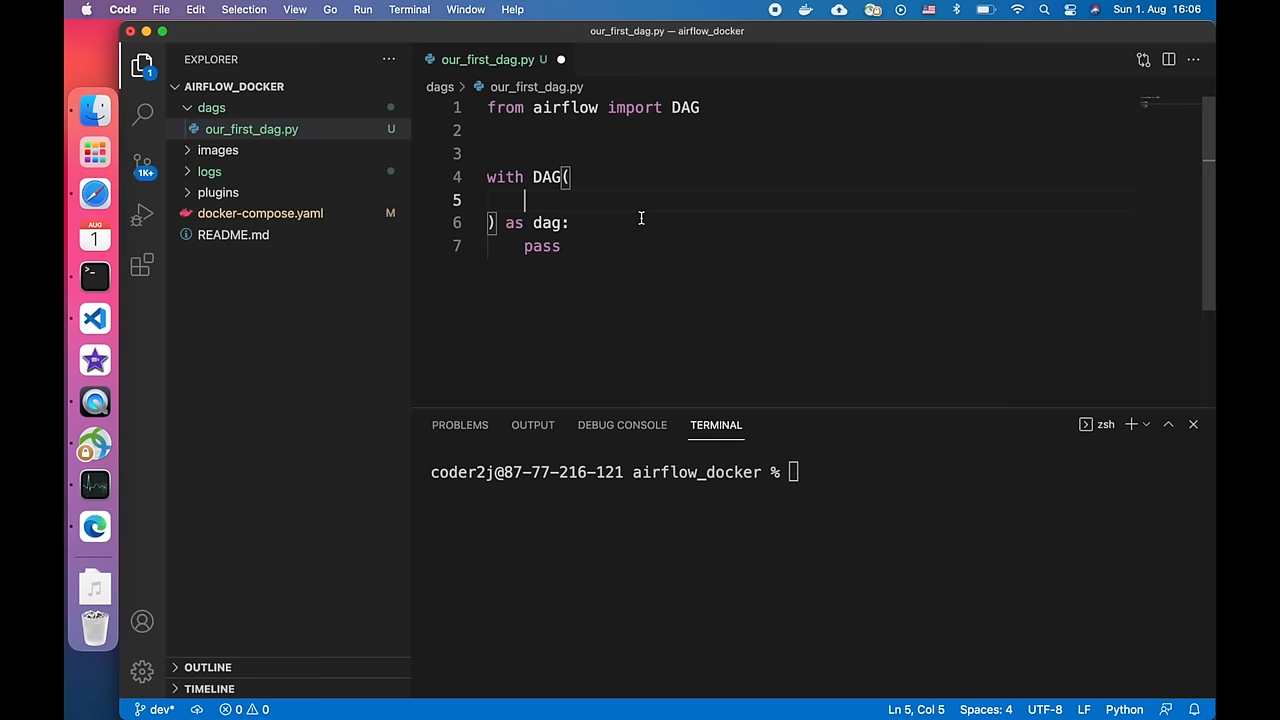 Code File Edit Selection View Go Run Terminal Window Help Sun 1. Aug 16:06
our_first_dag.py — airflow_docker
EXPLORER
AIRFLOW_DOCKER
dags
our_first_dag.py U
images
logs
plugins
docker-compose.yaml M
README.md
OUTLINE
TIMELINE
1
1K+
AUG
1
our_first_dag.py U
dags > our_first_dag.py
1 from airflow import DAG
2
3
4 with DAG(
5
6 ) as dag:
7 pass
PROBLEMS OUTPUT DEBUG CONSOLE TERMINAL zsh
coder2j@87-77-216-121 airflow_docker %
dev* 0 0 Ln 5, Col 5 Spaces: 4 UTF-8 LF Python